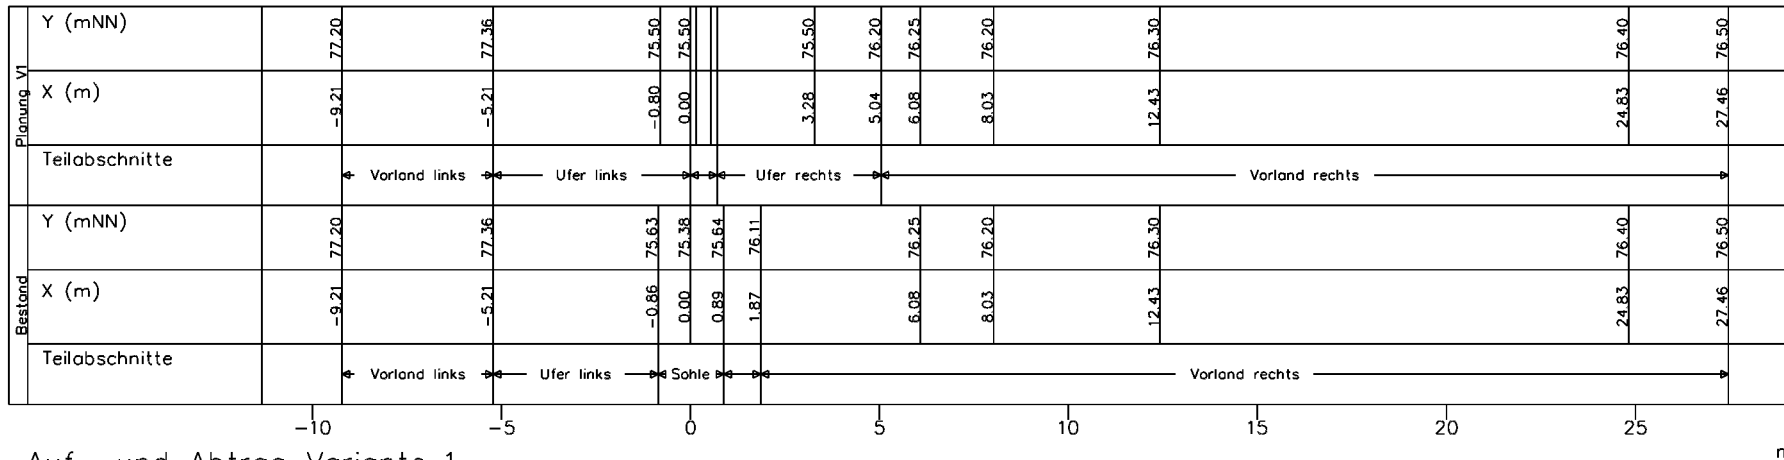 Planung V1
Y (mNN) 77.20 77.36 75.50 75.50 75.50 76.20 76.25 76.20 76.30 76.40 76.50
X (m) -9.21 -5.21 -0.80 0.00 3.28 5.04 6.08 8.03 12.43 24.83 27.46
Teilabschnitte Vorland links Ufer links Ufer rechts Vorland rechts
Bestand
Y (mNN) 77.20 77.36 75.63 75.38 75.64 76.11 76.25 76.20 76.30 76.40 76.50
X (m) -9.21 -5.21 -0.86 0.00 0.89 1.87 6.08 8.03 12.43 24.83 27.46
Teilabschnitte Vorland links Ufer links Sohle Vorland rechts
-10 -5 0 5 10 15 20 25
Auf- und Abtrag Variante 1